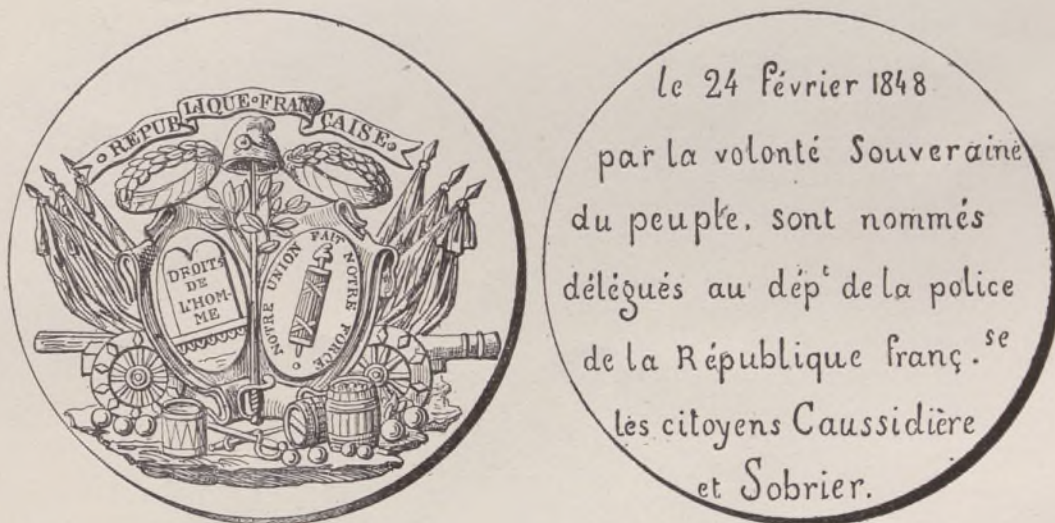 RÉPUBLIQUE FRANCAISE
DROITS
DE
L'HOM-
ME
NOTRE UNION FAIT NOTRE FORCE
le 24 février 1848
par la volonté Souveraine
du peuple. sont nommés
délégués au dépt de la police
de la République franç.se
les citoyens Caussidière
et Sobrier.